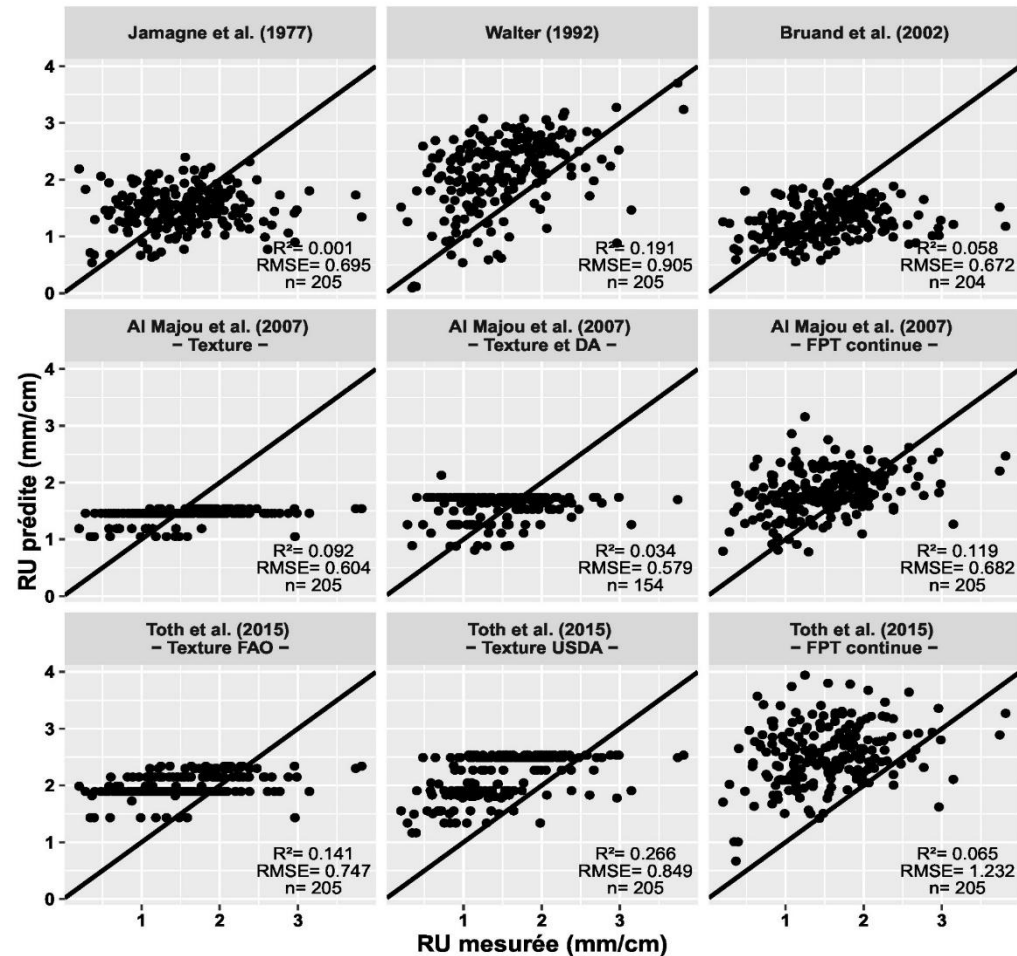 Jamagne et al. (1977)
Walter (1992)
Bruand et al. (2002)
4
3
2
1
0
R²= 0.001
RMSE= 0.695
n= 205
R²= 0.191
RMSE= 0.905
n= 205
R²= 0.058
RMSE= 0.672
n= 204
Al Majou et al. (2007)
− Texture −
Al Majou et al. (2007)
− Texture et DA −
Al Majou et al. (2007)
− FPT continue −
RU prédite (mm/cm)
4
3
2
1
0
R²= 0.092
RMSE= 0.604
n= 205
R²= 0.034
RMSE= 0.579
n= 154
R²= 0.119
RMSE= 0.682
n= 205
Toth et al. (2015)
− Texture FAO −
Toth et al. (2015)
− Texture USDA −
Toth et al. (2015)
− FPT continue −
4
3
2
1
0
R²= 0.141
RMSE= 0.747
n= 205
R²= 0.266
RMSE= 0.849
n= 205
R²= 0.065
RMSE= 1.232
n= 205
1 2 3
1 2 3
1 2 3
RU mesurée (mm/cm)